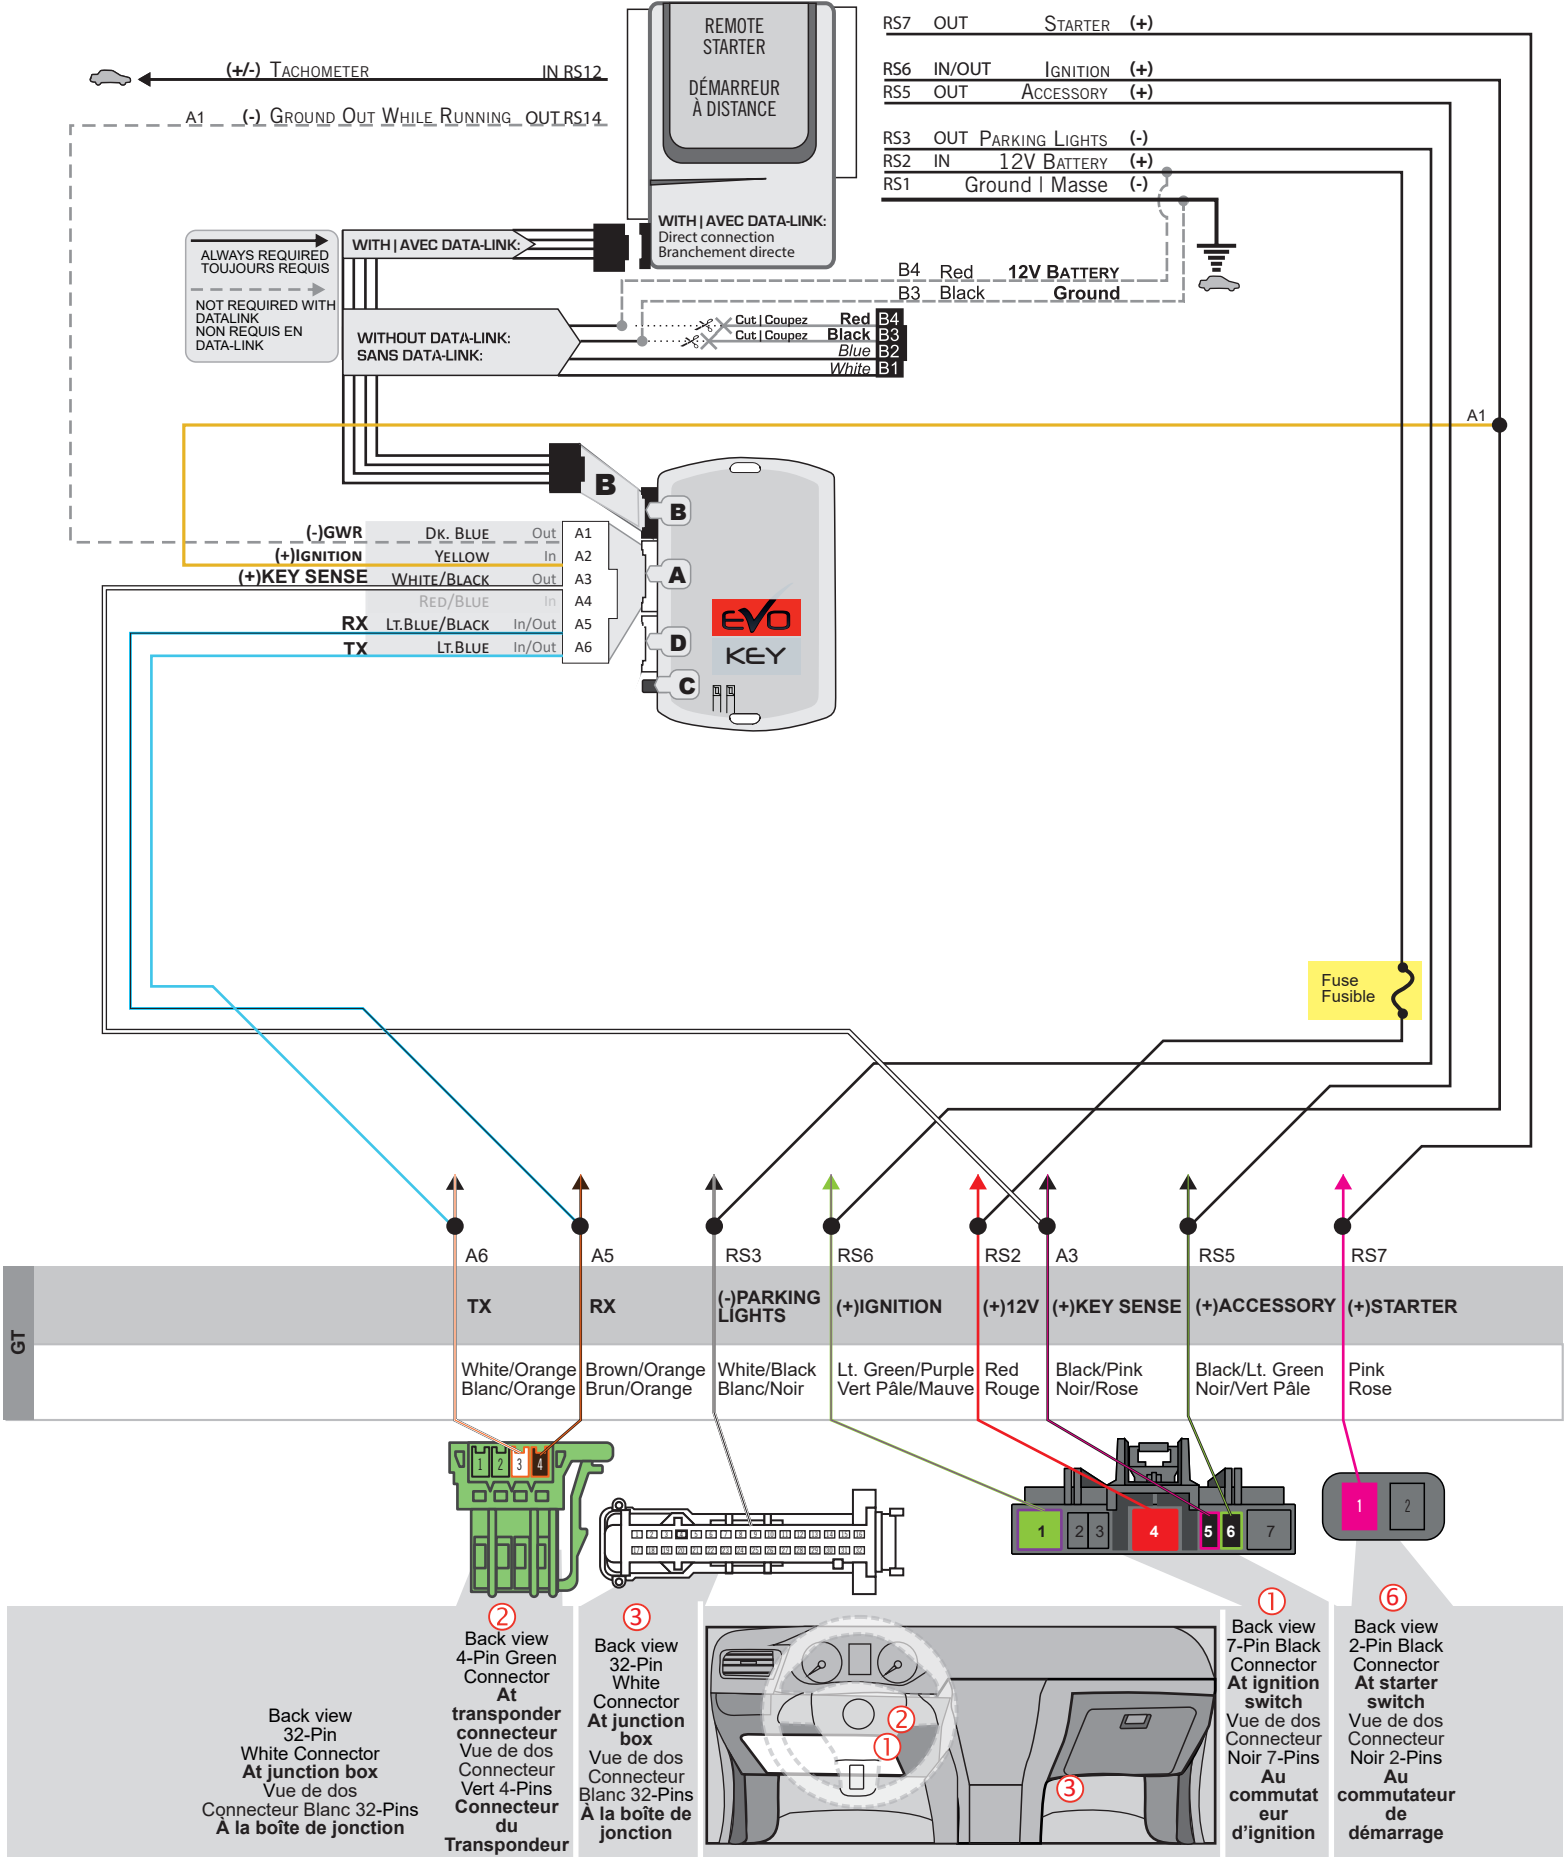 REMOTE
STARTER
DÉMARREUR
À DISTANCE
WITH | AVEC DATA-LINK:
Direct connection
Branchement directe
(+/-) TACHOMETER IN RS12
A1 (-) GROUND OUT WHILE RUNNING OUT RS14
RS7 OUT STARTER (+)
RS6 IN/OUT IGNITION (+)
RS5 OUT ACCESSORY (+)
RS3 OUT PARKING LIGHTS (-)
RS2 IN 12V BATTERY (+)
RS1 Ground | Masse (-)
ALWAYS REQUIRED
TOUJOURS REQUIS
NOT REQUIRED WITH
DATALINK
NON REQUIS EN
DATA-LINK
WITH | AVEC DATA-LINK:
B4 Red 12V BATTERY
B3 Black Ground
WITHOUT DATA-LINK:
SANS DATA-LINK:
Cut | Coupez Red B4
Cut | Coupez Black B3
Blue B2
White B1
A1
B
B
A
D
C
EVO
KEY
(-)GWR DK. BLUE Out A1
(+)IGNITION YELLOW In A2
(+)KEY SENSE WHITE/BLACK Out A3
RED/BLUE In A4
RX LT.BLUE/BLACK In/Out A5
TX LT.BLUE In/Out A6
Fuse
Fusible
A6 A5 RS3 RS6 RS2 A3 RS5 RS7
GT
TX
RX
(-)PARKING
LIGHTS
(+)IGNITION
(+)12V
(+)KEY SENSE
(+)ACCESSORY
(+)STARTER
White/Orange
Blanc/Orange
Brown/Orange
Brun/Orange
White/Black
Blanc/Noir
Lt. Green/Purple
Vert Pâle/Mauve
Red
Rouge
Black/Pink
Noir/Rose
Black/Lt. Green
Noir/Vert Pâle
Pink
Rose
1 2 3 4
1 2 3 4 5 6 7
1 2
Back view
32-Pin
White Connector
At junction box
Vue de dos
Connecteur Blanc 32-Pins
À la boîte de jonction
2
Back view
4-Pin Green
Connector
At
transponder
connecteur
Vue de dos
Connecteur
Vert 4-Pins
Connecteur
du
Transpondeur
3
Back view
32-Pin
White
Connector
At junction
box
Vue de dos
Connecteur
Blanc 32-Pins
À la boîte de
jonction
2
1
3
1
Back view
7-Pin Black
Connector
At ignition
switch
Vue de dos
Connecteur
Noir 7-Pins
Au
commutat
eur
d'ignition
6
Back view
2-Pin Black
Connector
At starter
switch
Vue de dos
Connecteur
Noir 2-Pins
Au
commutateur
de
démarrage